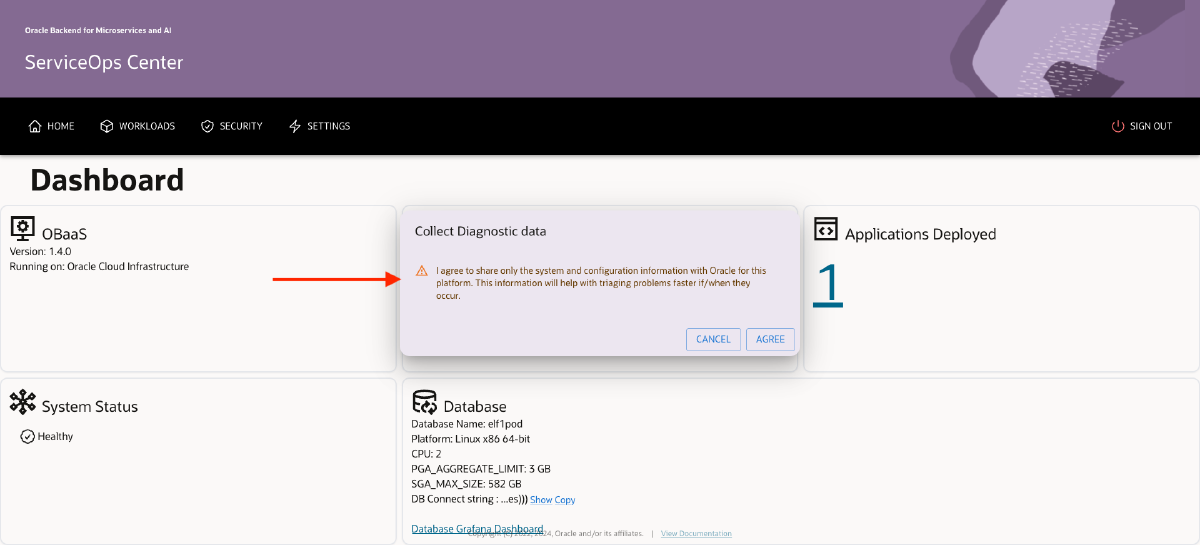 Oracle Backend for Microservices and AI
ServiceOps Center
HOME WORKLOADS SECURITY SETTINGS SIGN OUT
Dashboard
OBaaS
Version: 1.4.0
Running on: Oracle Cloud Infrastructure
Collect Diagnostic data
I agree to share only the system and configuration information with Oracle for this
platform. This information will help with triaging problems faster if/when they
occur.
CANCEL AGREE
Applications Deployed
1
System Status
Healthy
Database
Database Name: elf1pod
Platform: Linux x86 64-bit
CPU: 2
PGA_AGGREGATE_LIMIT: 3 GB
SGA_MAX_SIZE: 582 GB
DB Connect string : ...es))) Show Copy
Database Grafana Dashboard
Copyright (c) 2022, 2024, Oracle and/or its affiliates. | View Documentation